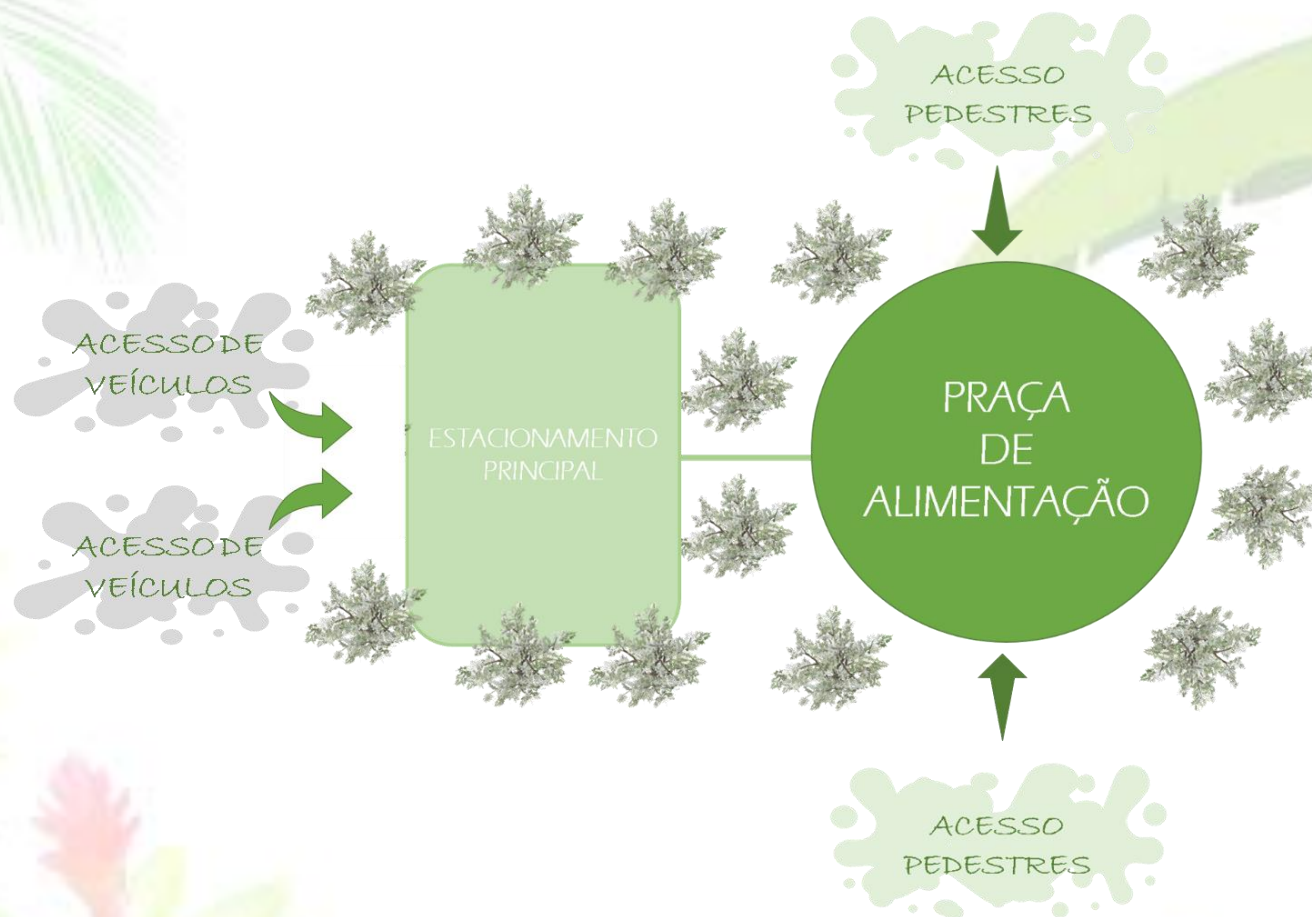 ACESSO
PEDESTRES
ACESSO DE
VEÍCULOS
ESTACIONAMENTO
PRINCIPAL
PRAÇA
DE
ALIMENTAÇÃO
ACESSO DE
VEÍCULOS
ACESSO
PEDESTRES